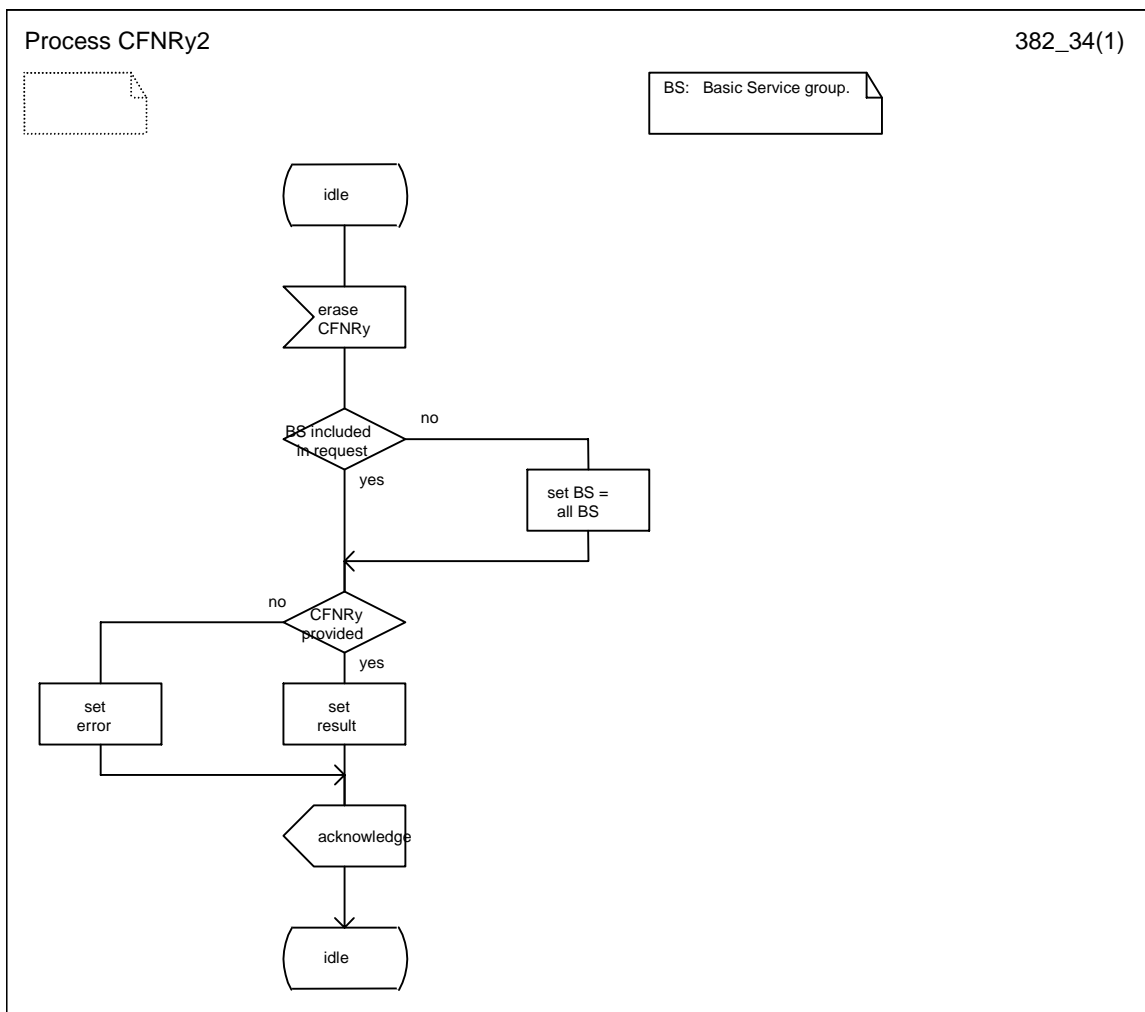 Process CFNRy2
382_34(1)
BS: Basic Service group.
idle
erase
CFNRy
BS included
in request
no
yes
set BS =
all BS
no
CFNRy
provided
yes
set
error
set
result
acknowledge
idle